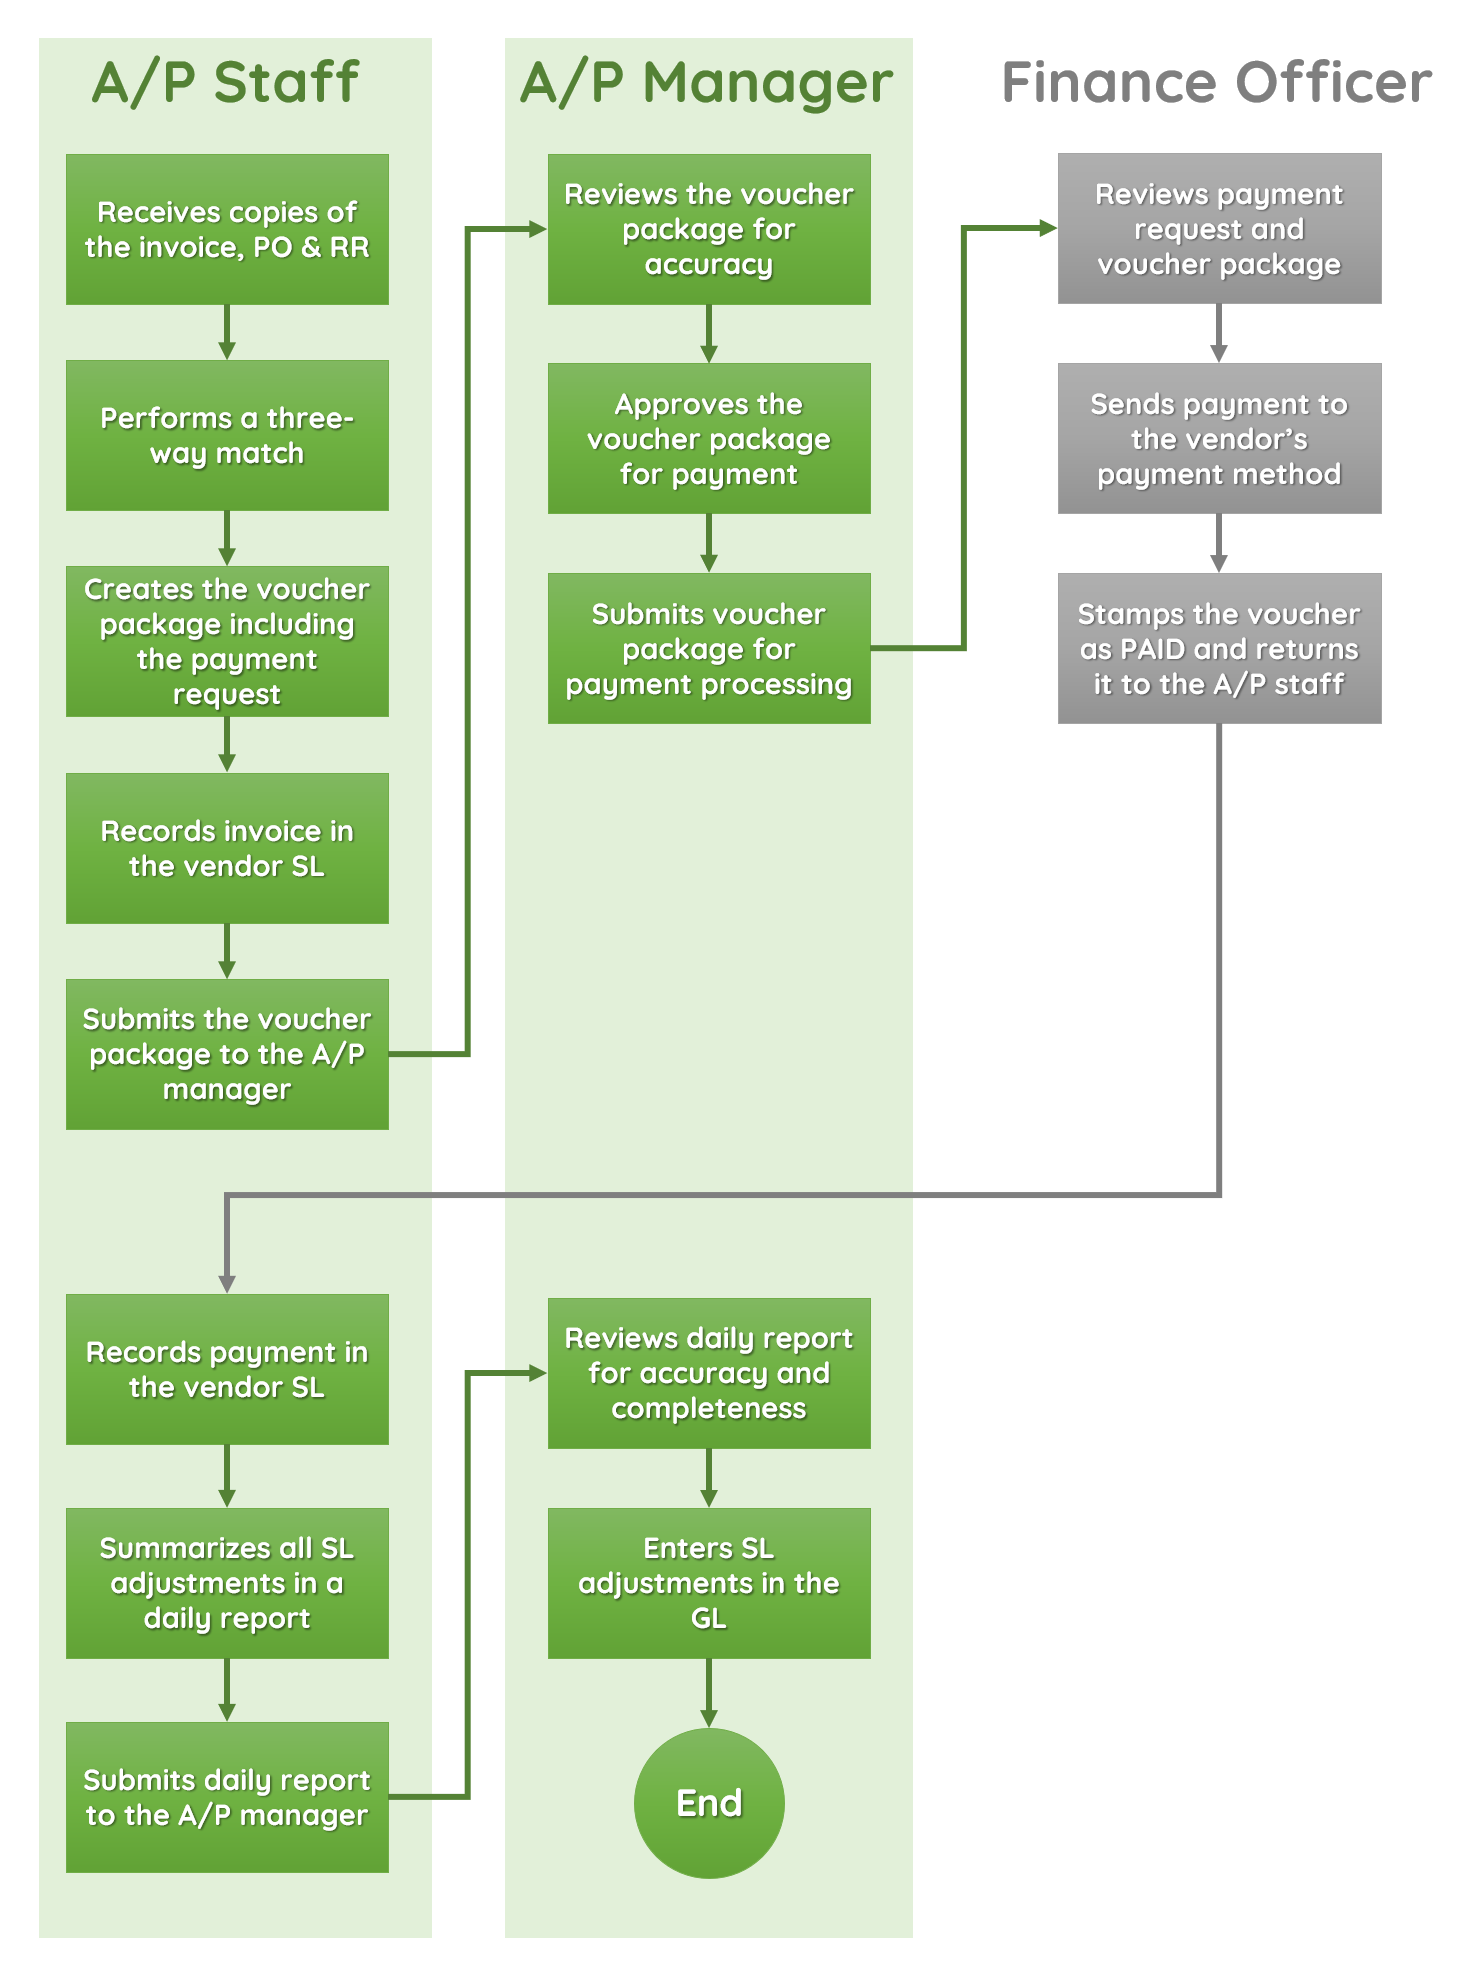 A/P Staff
A/P Manager
Finance Officer
Receives copies of
the invoice, PO & RR
Performs a three-
way match
Creates the voucher
package including
the payment
request
Records invoice in
the vendor SL
Submits the voucher
package to the A/P
manager
Reviews the voucher
package for
accuracy
Approves the
voucher package
for payment
Submits voucher
package for
payment processing
Reviews payment
request and
voucher package
Sends payment to
the vendor’s
payment method
Stamps the voucher
as PAID and returns
it to the A/P staff
Records payment in
the vendor SL
Summarizes all SL
adjustments in a
daily report
Submits daily report
to the A/P manager
Reviews daily report
for accuracy and
completeness
Enters SL
adjustments in the
GL
End